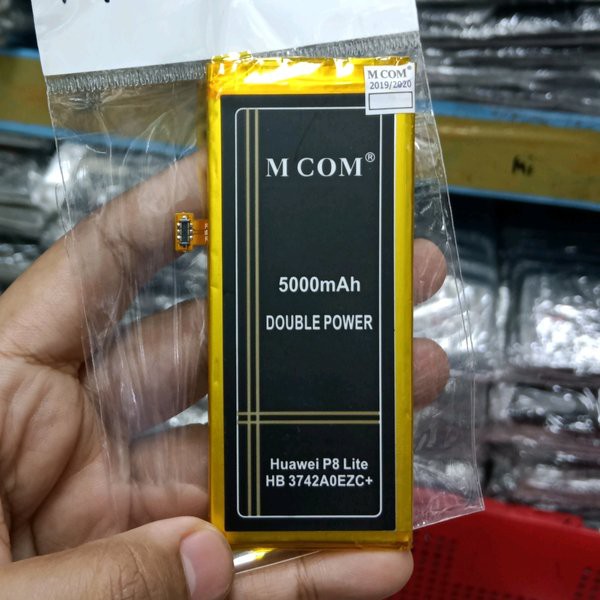 M COM®
2019/2020
M COM®
5000mAh
DOUBLE POWER
Huawei P8 Lite
HB 3742A0EZC+